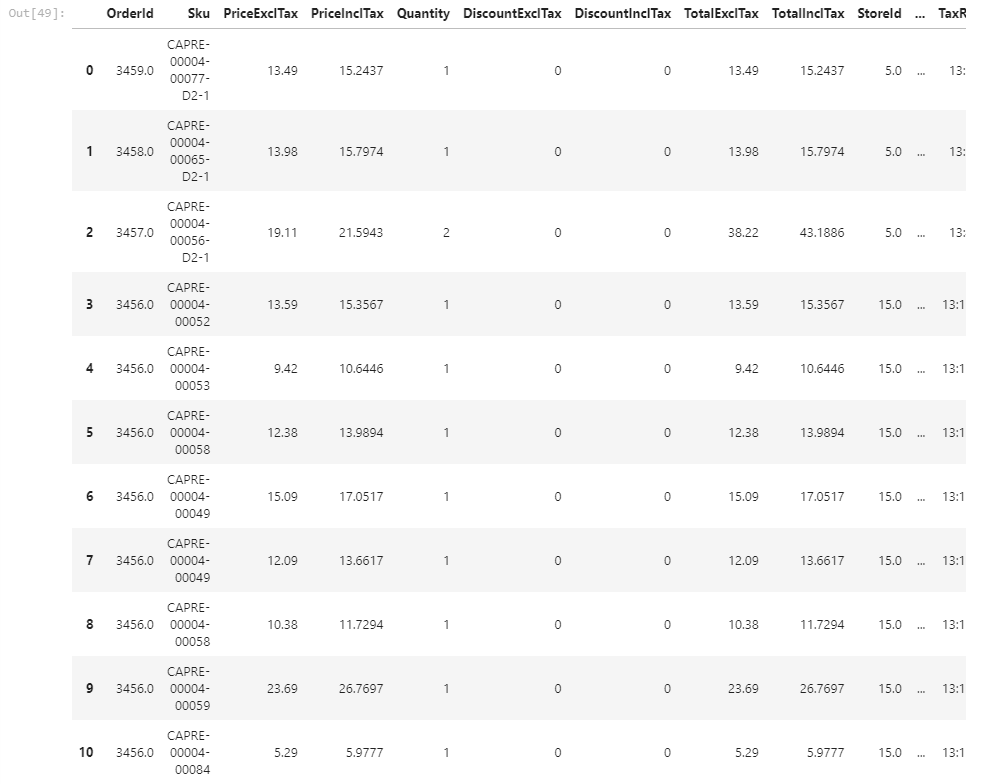 Out[49]:
OrderId Sku PriceExclTax PriceInclTax Quantity DiscountExclTax DiscountInclTax TotalExclTax TotalInclTax StoreId ... TaxR
CAPRE-
00004-
0 3459.0 00077- 13.49 15.2437 1 0 0 13.49 15.2437 5.0 ... 13:
D2-1
CAPRE-
00004-
1 3458.0 00065- 13.98 15.7974 1 0 0 13.98 15.7974 5.0 ... 13:
D2-1
CAPRE-
00004-
2 3457.0 00056- 19.11 21.5943 2 0 0 38.22 43.1886 5.0 ... 13:
D2-1
CAPRE-
3 3456.0 00004- 13.59 15.3567 1 0 0 13.59 15.3567 15.0 ... 13:1
00052
CAPRE-
4 3456.0 00004- 9.42 10.6446 1 0 0 9.42 10.6446 15.0 ... 13:1
00053
CAPRE-
5 3456.0 00004- 12.38 13.9894 1 0 0 12.38 13.9894 15.0 ... 13:1
00058
CAPRE-
6 3456.0 00004- 15.09 17.0517 1 0 0 15.09 17.0517 15.0 ... 13:1
00049
CAPRE-
7 3456.0 00004- 12.09 13.6617 1 0 0 12.09 13.6617 15.0 ... 13:1
00049
CAPRE-
8 3456.0 00004- 10.38 11.7294 1 0 0 10.38 11.7294 15.0 ... 13:1
00058
CAPRE-
9 3456.0 00004- 23.69 26.7697 1 0 0 23.69 26.7697 15.0 ... 13:1
00059
CAPRE-
10 3456.0 00004- 5.29 5.9777 1 0 0 5.29 5.9777 15.0 ... 13:1
00084